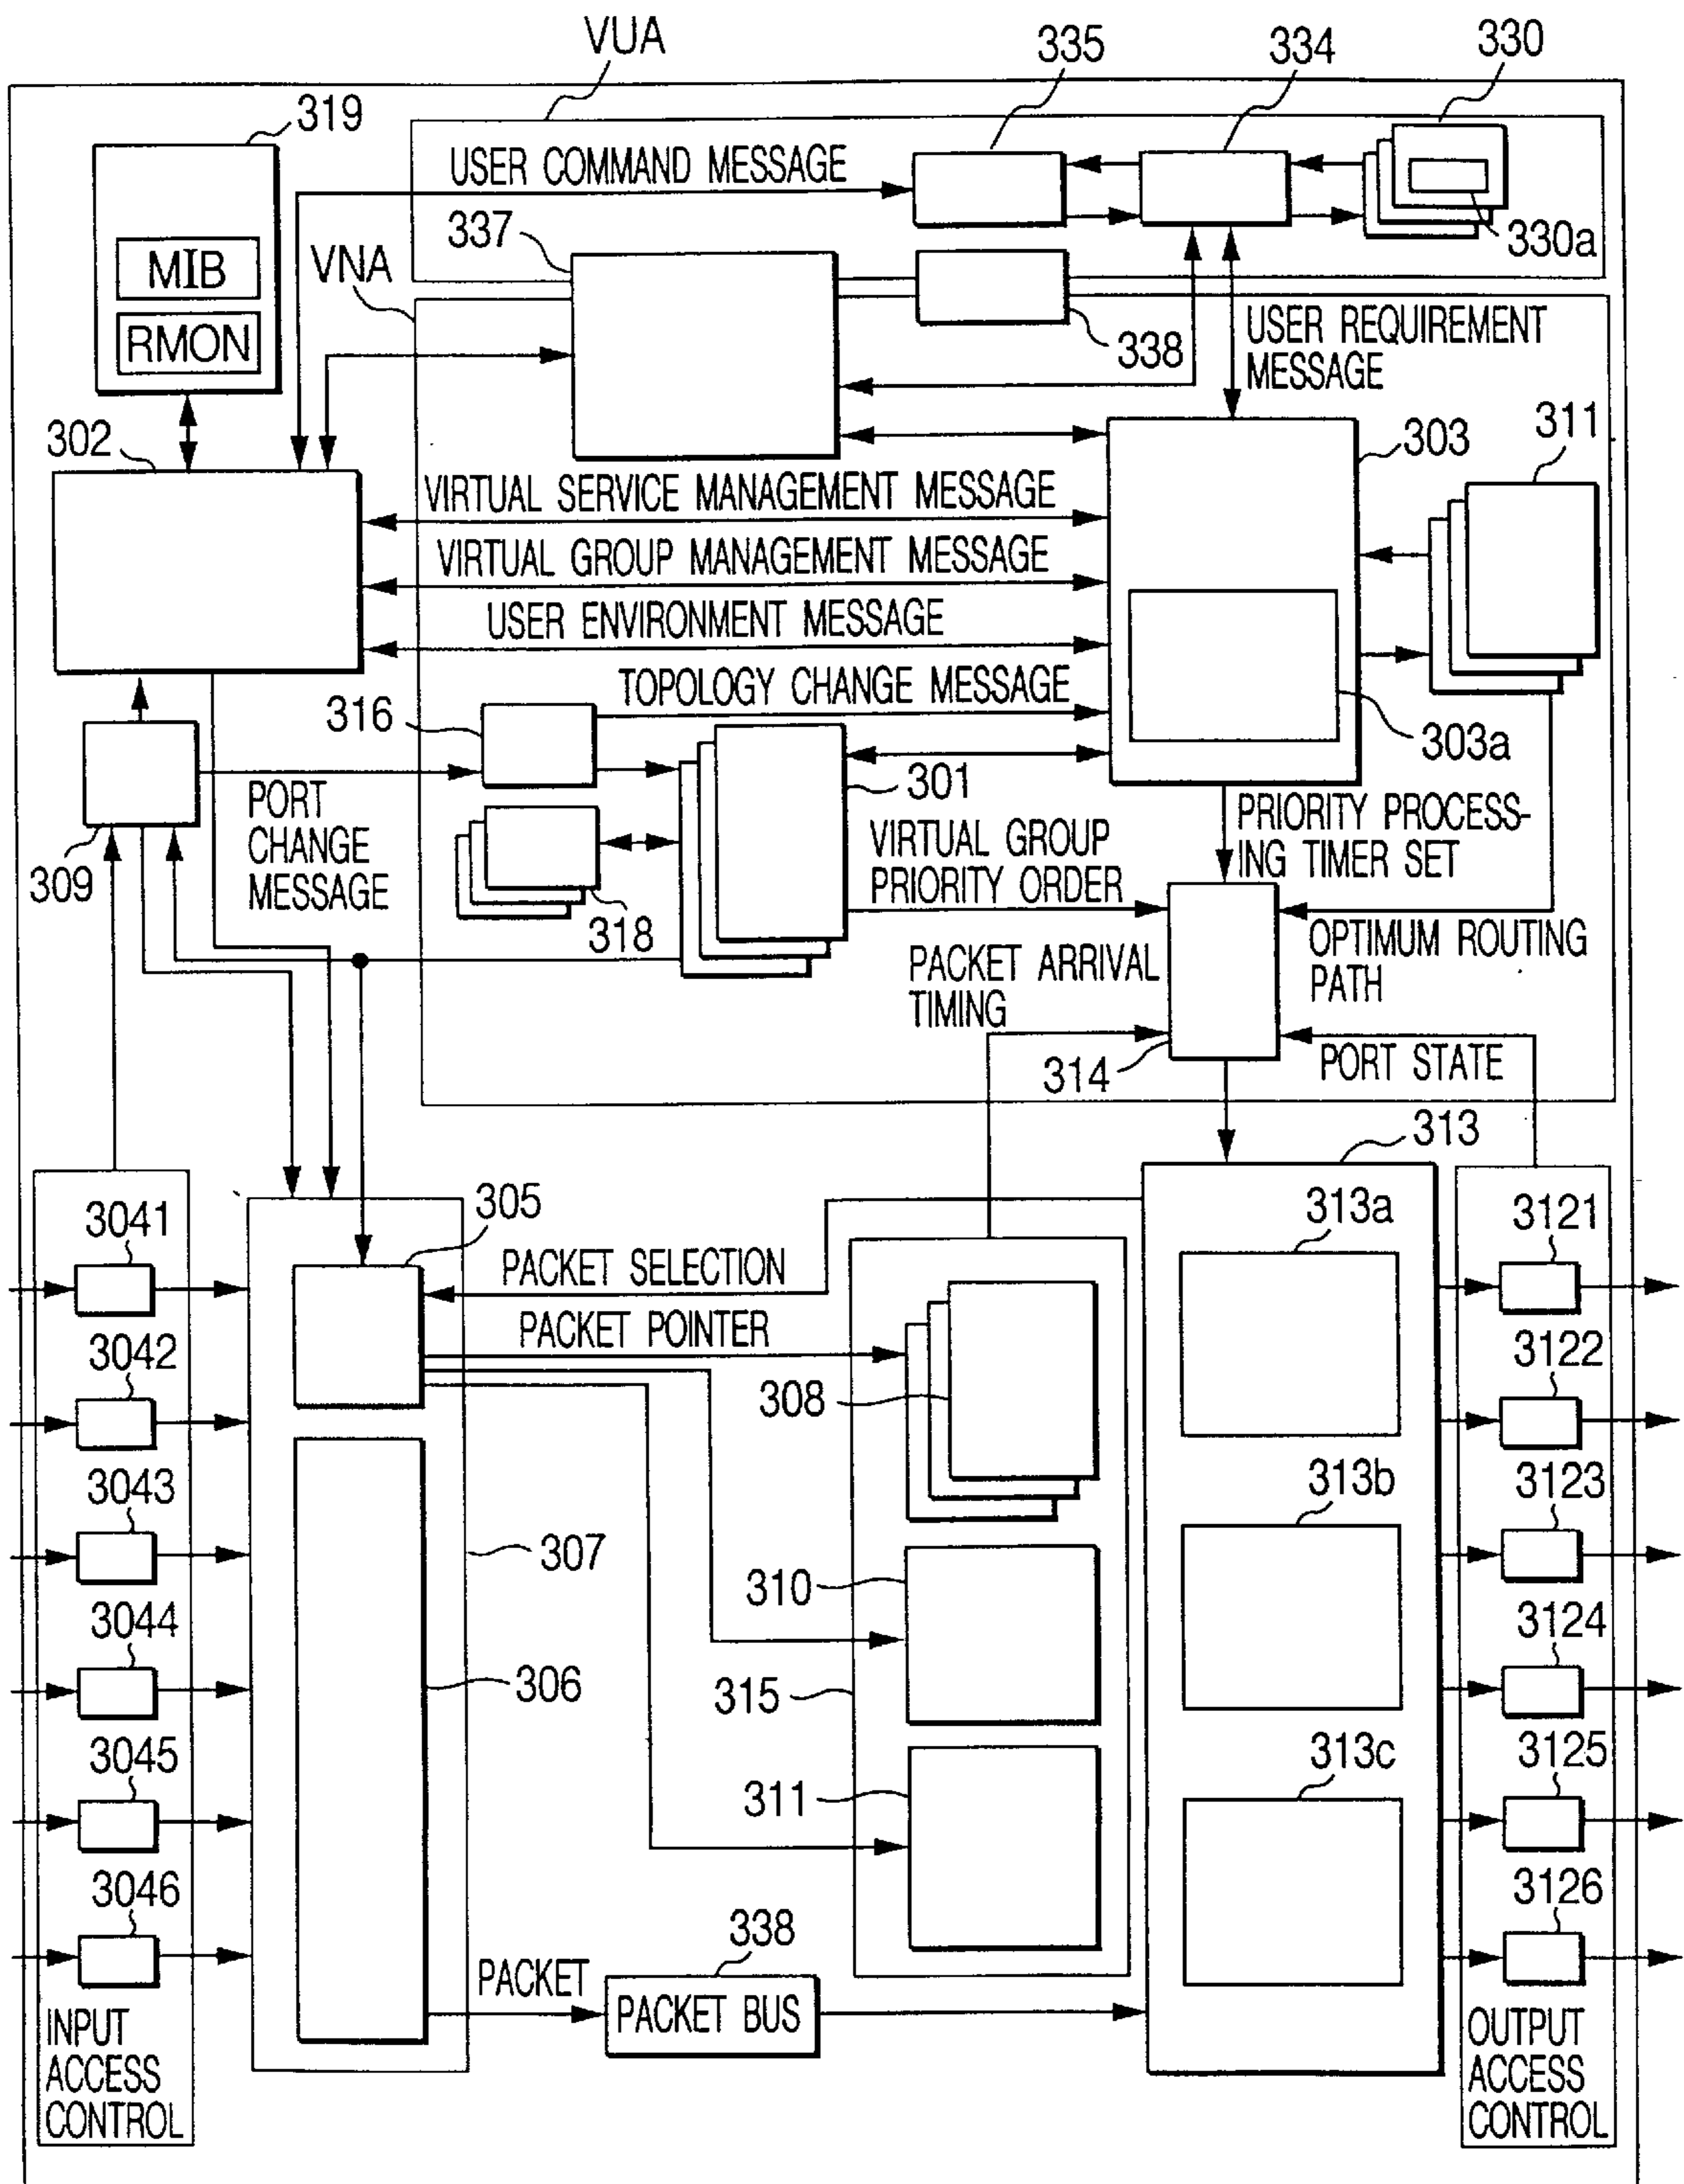 VUA
335
334
330
319
USER COMMAND MESSAGE
337
330a
VNA
MIB
RMON
338
USER REQUIREMENT
MESSAGE
302
303
311
VIRTUAL SERVICE MANAGEMENT MESSAGE
VIRTUAL GROUP MANAGEMENT MESSAGE
USER ENVIRONMENT MESSAGE
TOPOLOGY CHANGE MESSAGE
316
303a
301
PORT
CHANGE
MESSAGE
309
318
VIRTUAL GROUP
PRIORITY ORDER
PRIORITY PROCESS-
ING TIMER SET
PACKET ARRIVAL
TIMING
OPTIMUM ROUTING
PATH
314
PORT STATE
313
3041
305
313a
3121
PACKET SELECTION
PACKET POINTER
3042
3122
308
3043
313b
3123
307
310
3044
3124
306
315
3045
311
313c
3125
3046
338
3126
PACKET
PACKET BUS
INPUT
ACCESS
CONTROL
OUTPUT
ACCESS
CONTROL